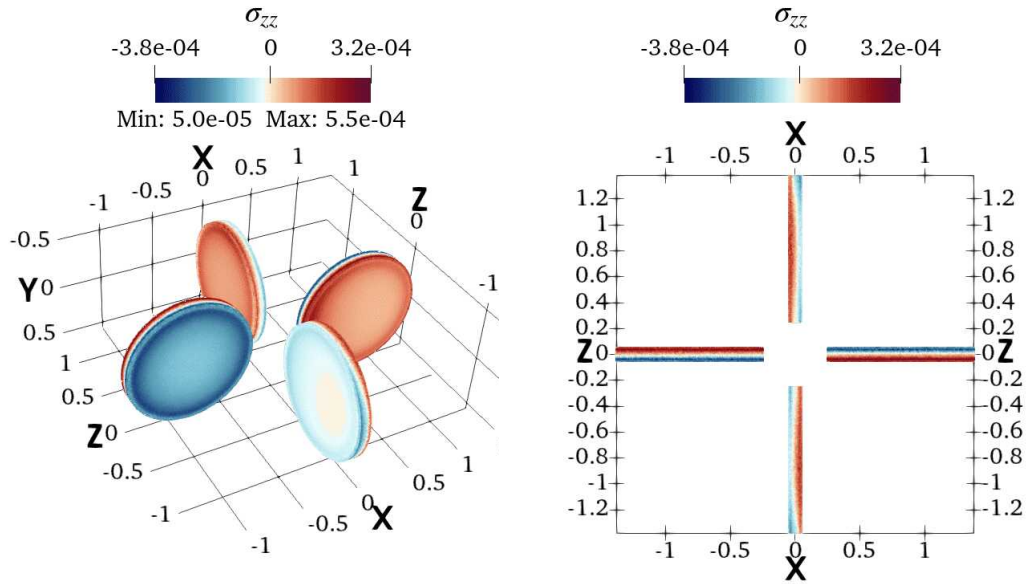 σzz
-3.8e-04 0 3.2e-04
Min: 5.0e-05 Max: 5.5e-04
X
-1 -0.5 0 0.5 1 1
Z
0
-1
-0.5
Y 0
0.5
1
0.5
Z 0
-0.5
-1
-1
-0.5
0 X
0.5
1
σzz
-3.8e-04 0 3.2e-04
X
-1 -0.5 0 0.5 1
1.2 1.2
1 1
0.8 0.8
0.6 0.6
0.4 0.4
0.2 0.2
Z 0 0 Z
-0.2 -0.2
-0.4 -0.4
-0.6 -0.6
-0.8 -0.8
-1 -1
-1.2 -1.2
-1 -0.5 0 0.5 1
X